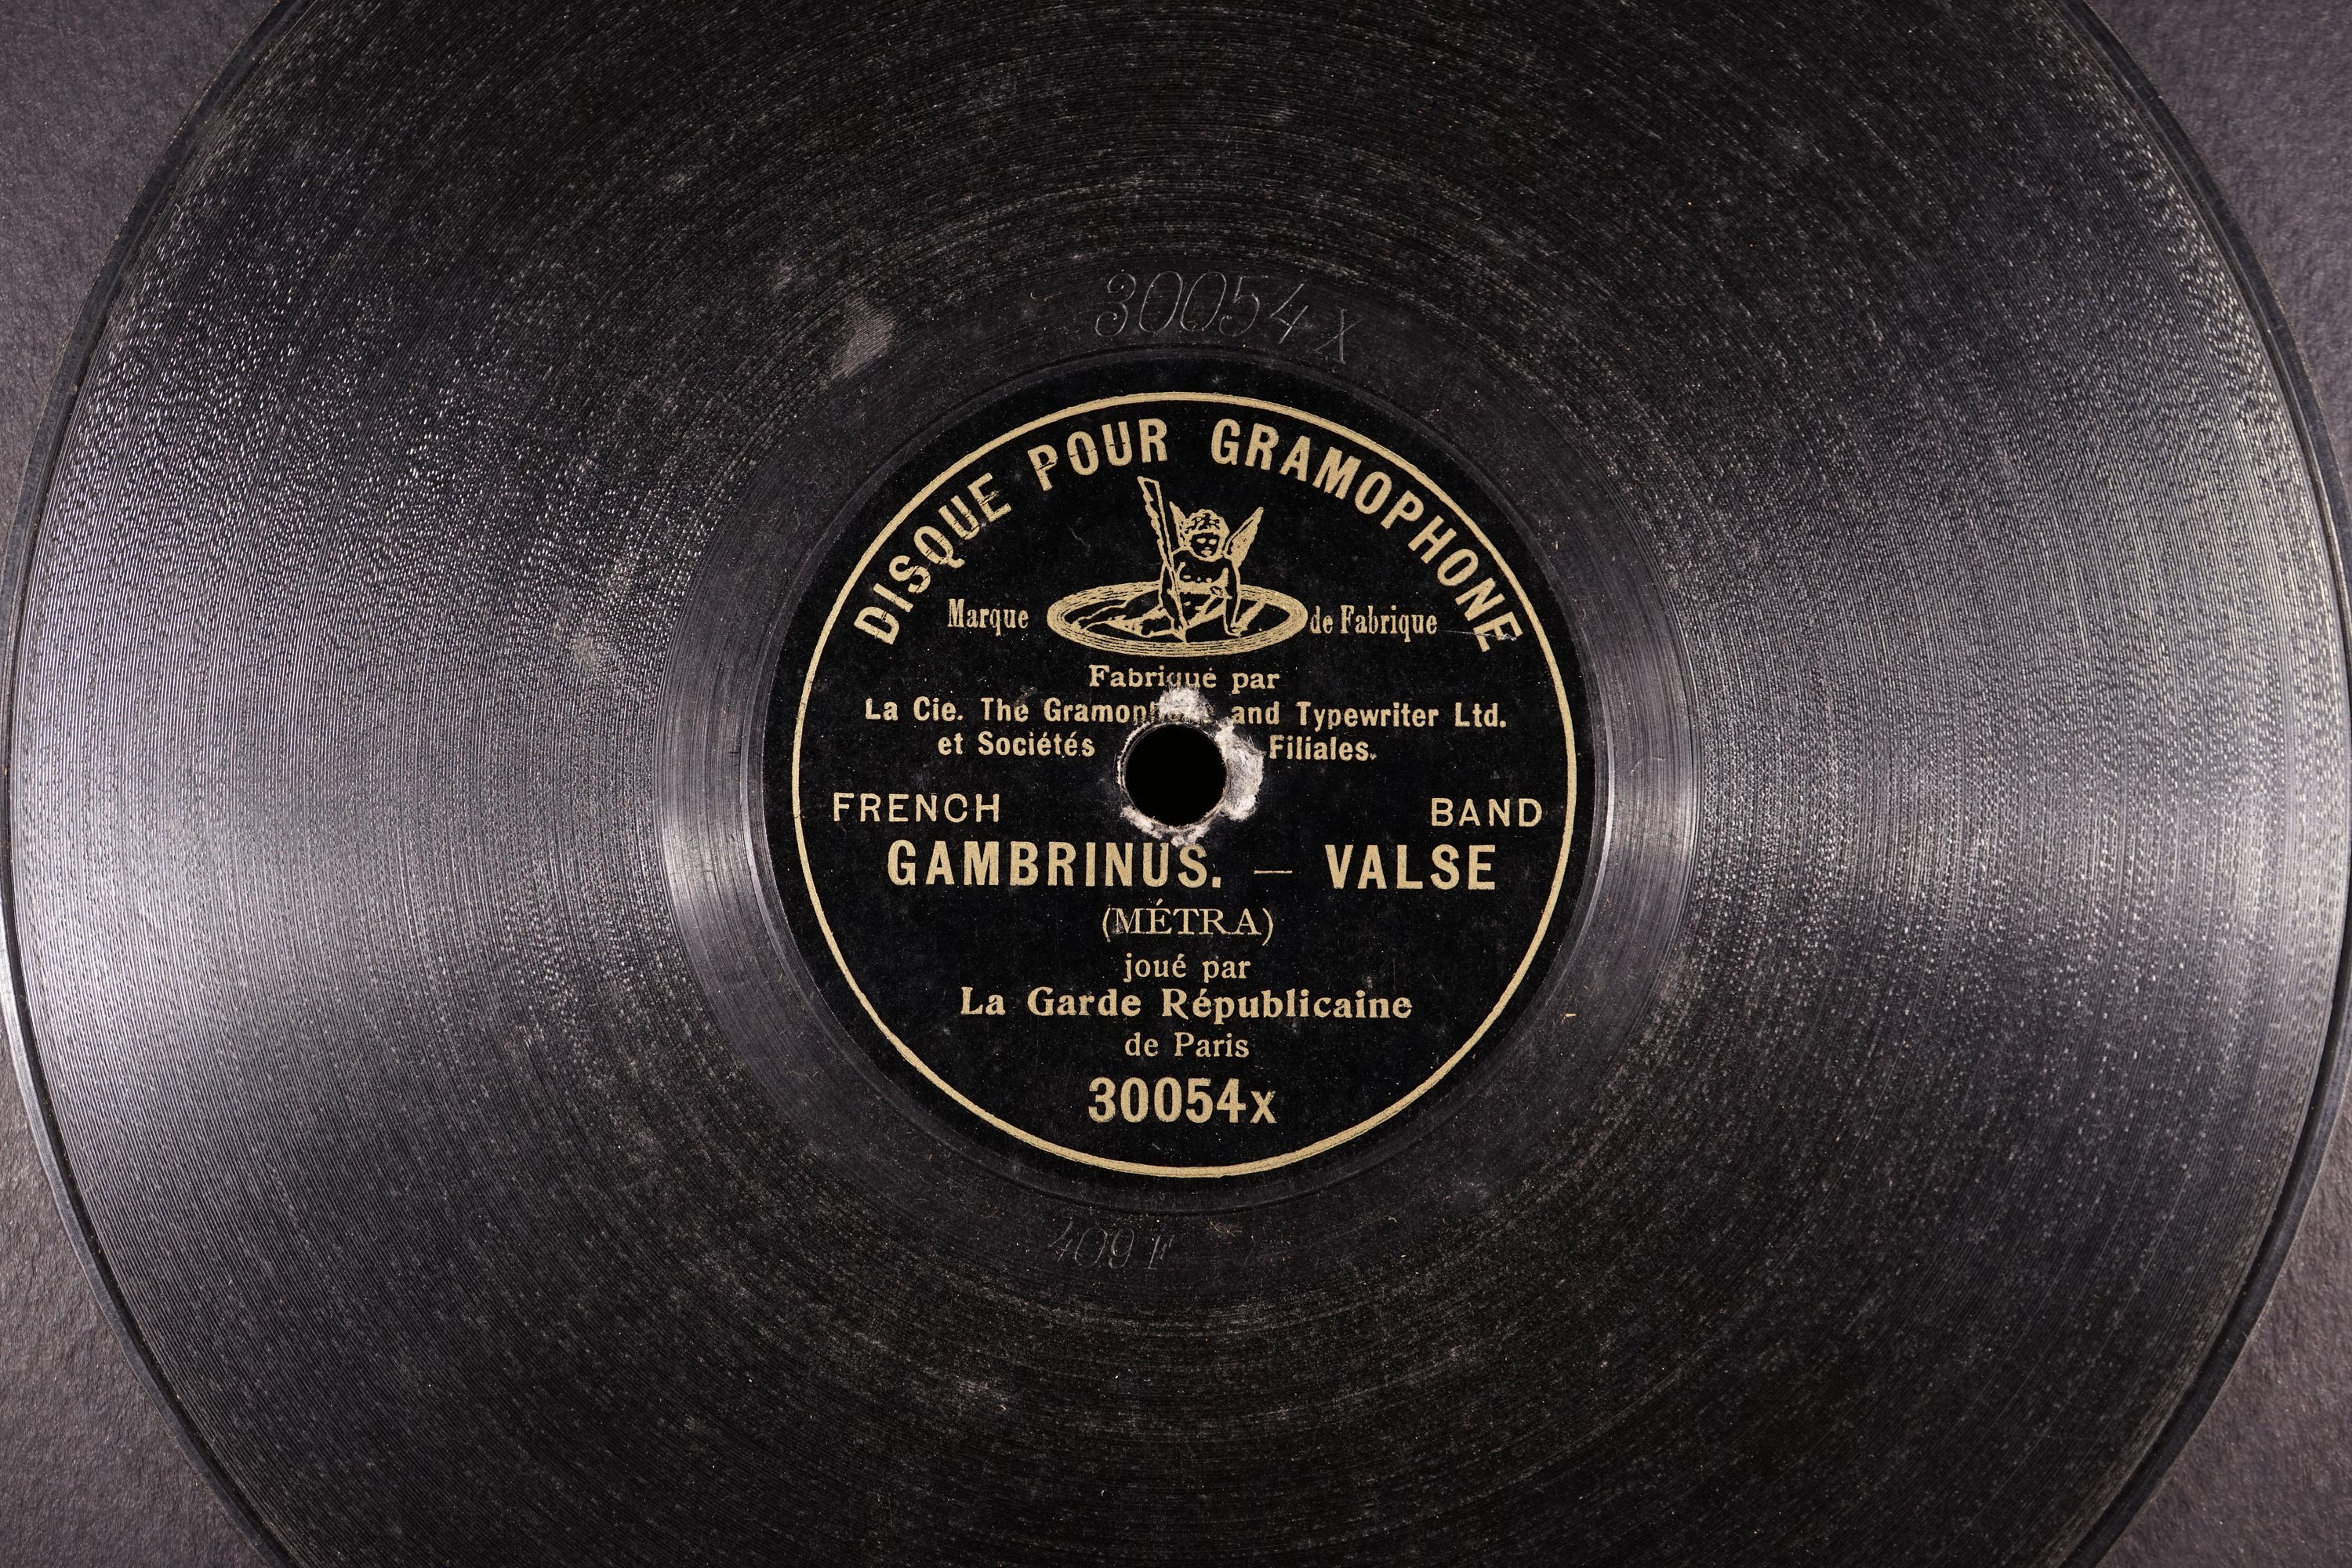 30054x
DISQUE POUR GRAMOPHONE
Marque de Fabrique
Fabriqué par
La Cie. The Gramophone and Typewriter Ltd.
et Sociétés Filiales.
FRENCH BAND
GAMBRINUS. — VALSE
(MÉTRA)
joué par
La Garde Républicaine
de Paris
30054x
409F